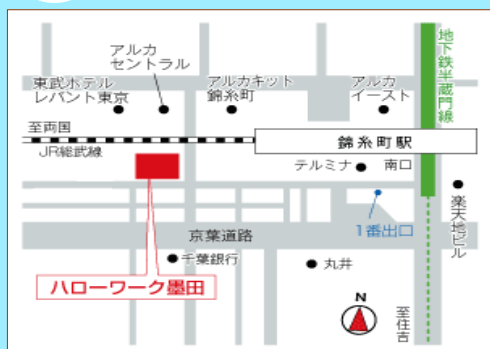 アルカ
セントラル
東武ホテル
レバント東京
アルカキット
錦糸町
アルカ
イースト
地下鉄半蔵門線
至両国
JR総武線
錦糸町駅
テルミナ
南口
1番出口
楽天地ビル
京葉道路
千葉銀行
丸井
ハローワーク墨田
N
至住吉